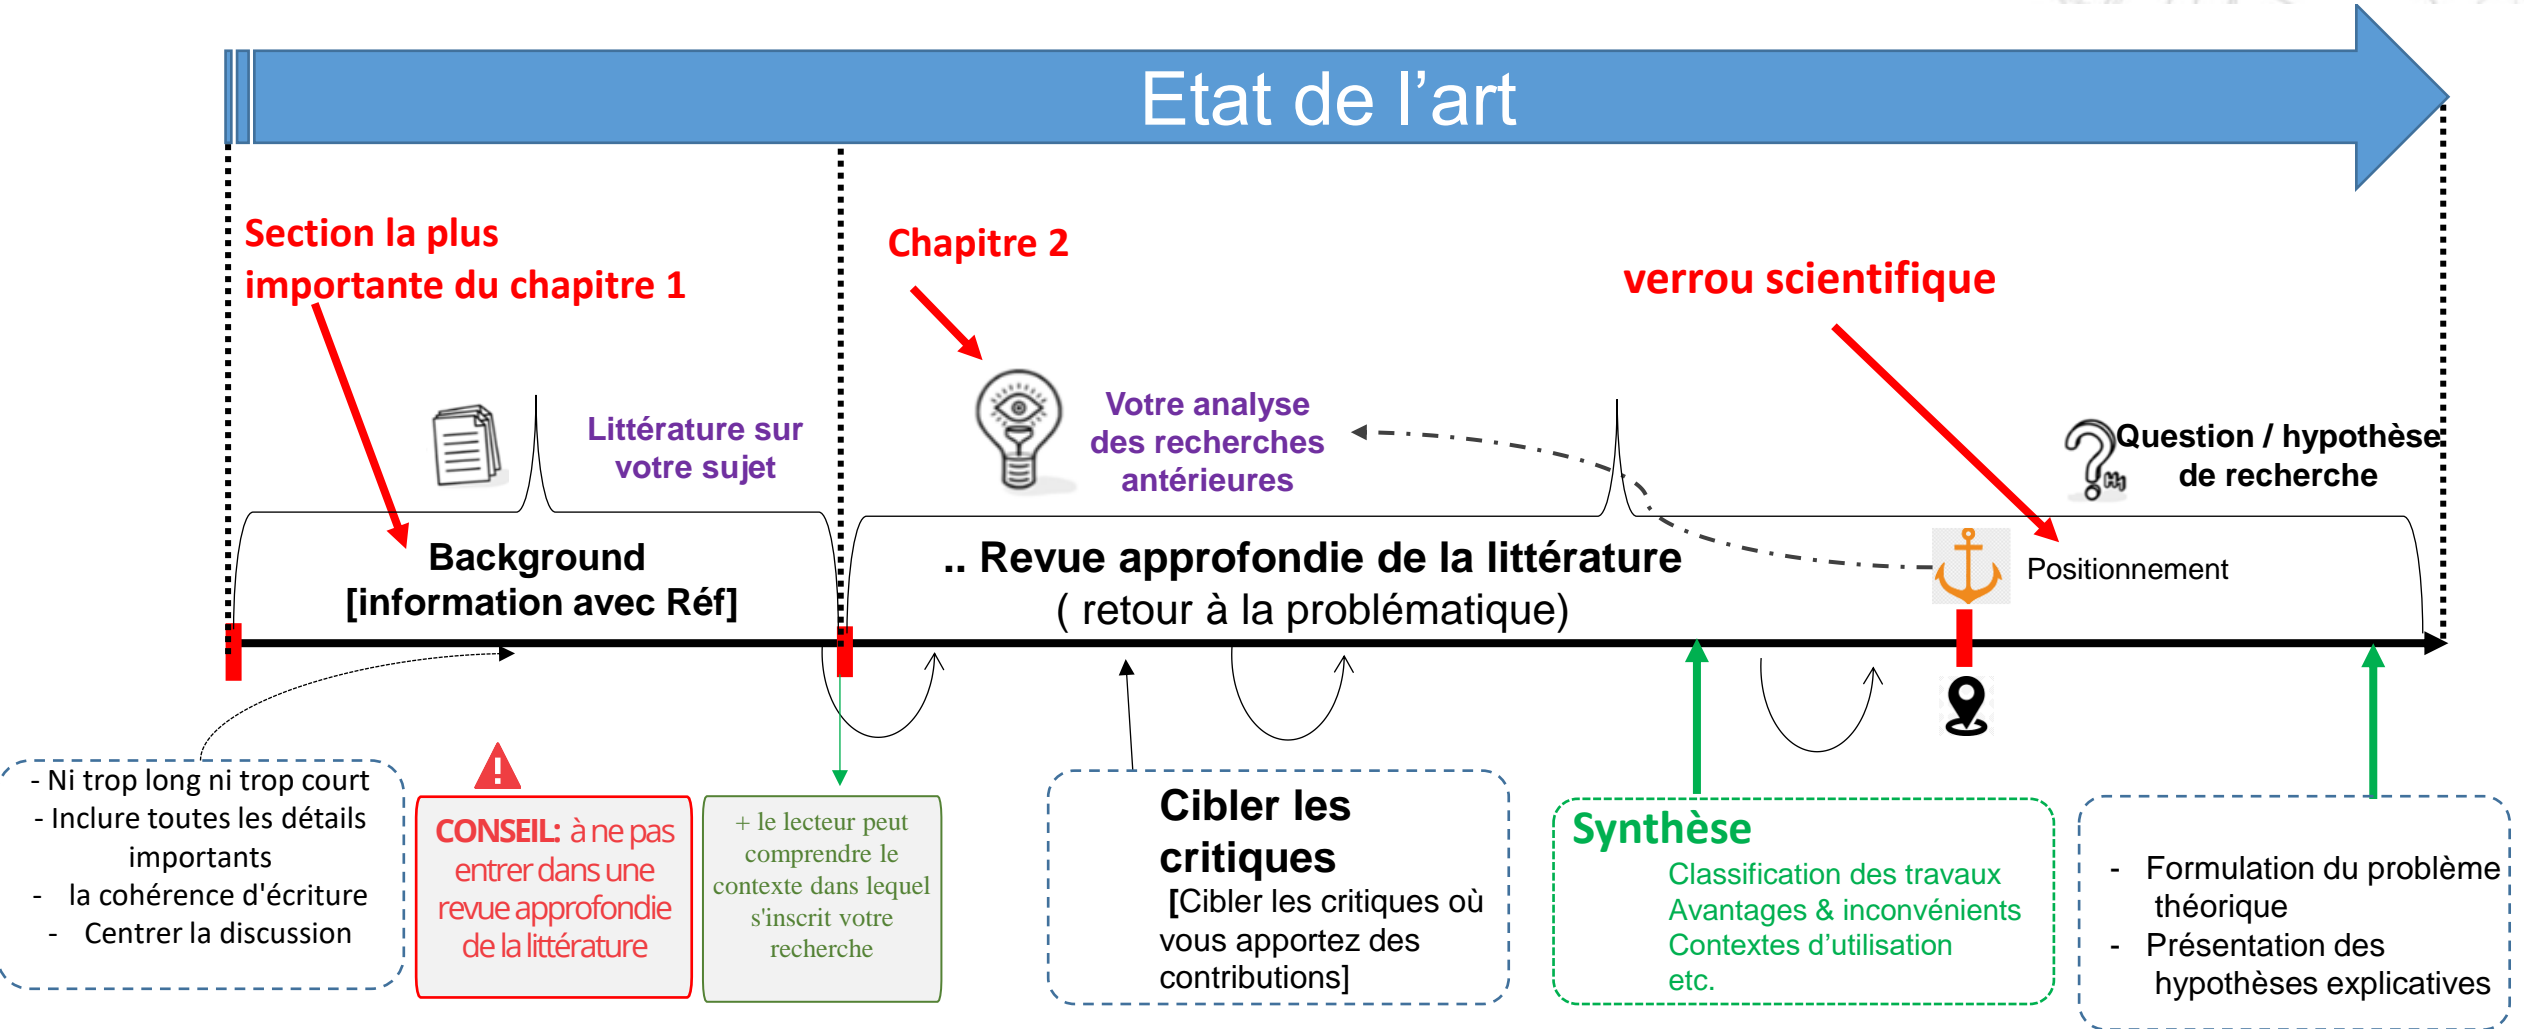 Etat de l’art
Section la plus
importante du chapitre 1
Chapitre 2
verrou scientifique
Littérature sur
votre sujet
Votre analyse
des recherches
antérieures
Question / hypothèse
de recherche
Background
[information avec Réf]
.. Revue approfondie de la littérature
( retour à la problématique)
Positionnement
- Ni trop long ni trop court
- Inclure toutes les détails
importants
- la cohérence d'écriture
- Centrer la discussion
CONSEIL: à ne pas
entrer dans une
revue approfondie
de la littérature
+ le lecteur peut
comprendre le
contexte dans lequel
s'inscrit votre
recherche
Cibler les
critiques
[Cibler les critiques où
vous apportez des
contributions]
Synthèse
Classification des travaux
Avantages & inconvénients
Contextes d’utilisation
etc.
- Formulation du problème
théorique
- Présentation des
hypothèses explicatives